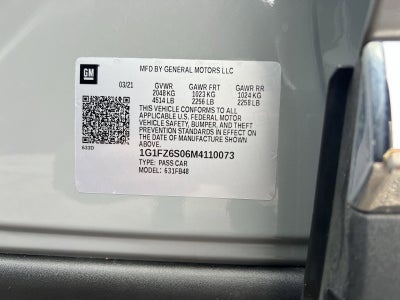 GM
MFD BY GENERAL MOTORS LLC
03/21 GVWR GAWR FRT GAWR RR
2048 KG 1023 KG 1024 KG
4514 LB 2256 LB 2258 LB
VEHICLE CONFORMS TO ALL
APPLICABLE U.S. FEDERAL MOTOR
VEHICLE SAFETY, BUMPER, AND THEFT
PREVENTION STANDARDS IN EFFECT ON
THE DATE OF MANUFACTURE SHOWN
ABOVE.
633D
1G1FZ6S06M4110073
TYPE: PASS CAR
MODEL: 631FB48